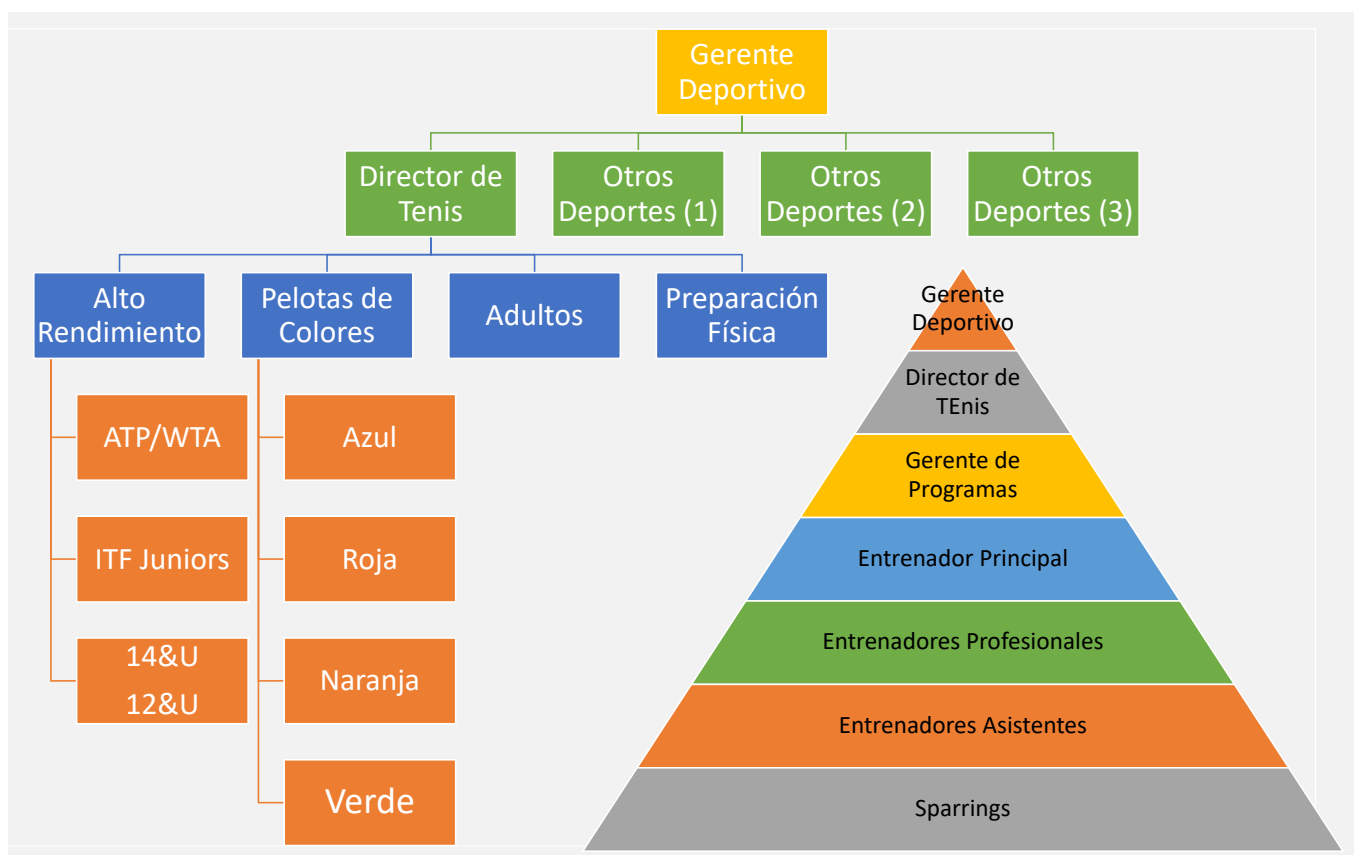 Gerente
Deportivo
Director de
Tenis
Otros
Deportes (1)
Otros
Deportes (2)
Otros
Deportes (3)
Alto
Rendimiento
Pelotas de
Colores
Adultos
Preparación
Física
ATP/WTA
ITF Juniors
14&U
12&U
Azul
Roja
Naranja
Verde
Gerente
Deportivo
Director de
TEnis
Gerente de
Programas
Entrenador Principal
Entrenadores Profesionales
Entrenadores Asistentes
Sparrings